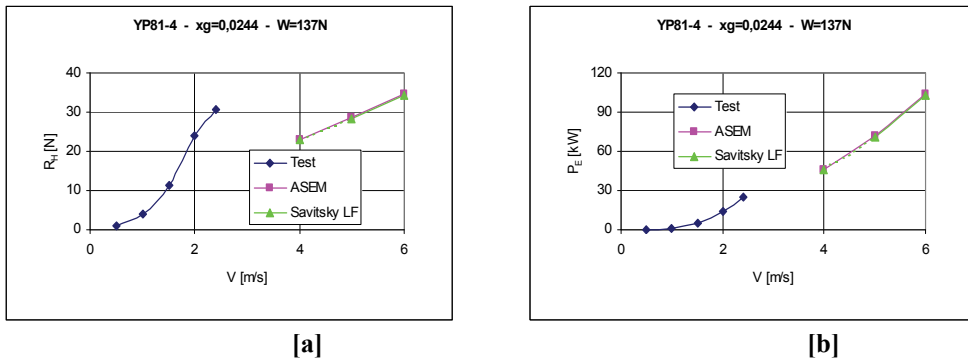 YP81-4 - xg=0,0244 - W=137N
40
30
20
10
0
R_H [N]
0 2 4 6
V [m/s]
Test
ASEM
Savitsky LF
[a]
YP81-4 - xg=0,0244 - W=137N
120
90
60
30
0
P_E [kW]
0 2 4 6
V [m/s]
Test
ASEM
Savitsky LF
[b]